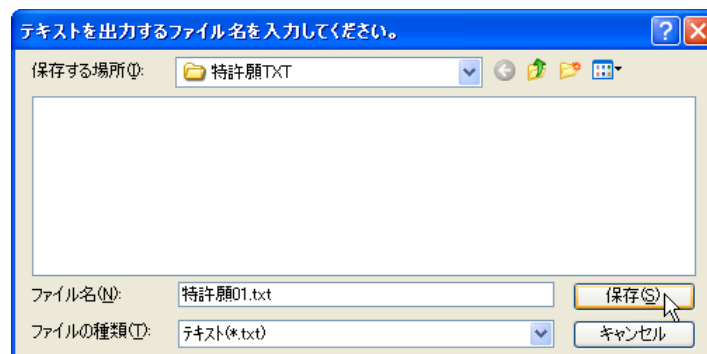 テキストを出力するファイル名を入力してください。
保存する場所(I): 特許願TXT
ファイル名(N): 特許願01.txt 保存(S)
ファイルの種類(T): テキスト(*.txt) キャンセル